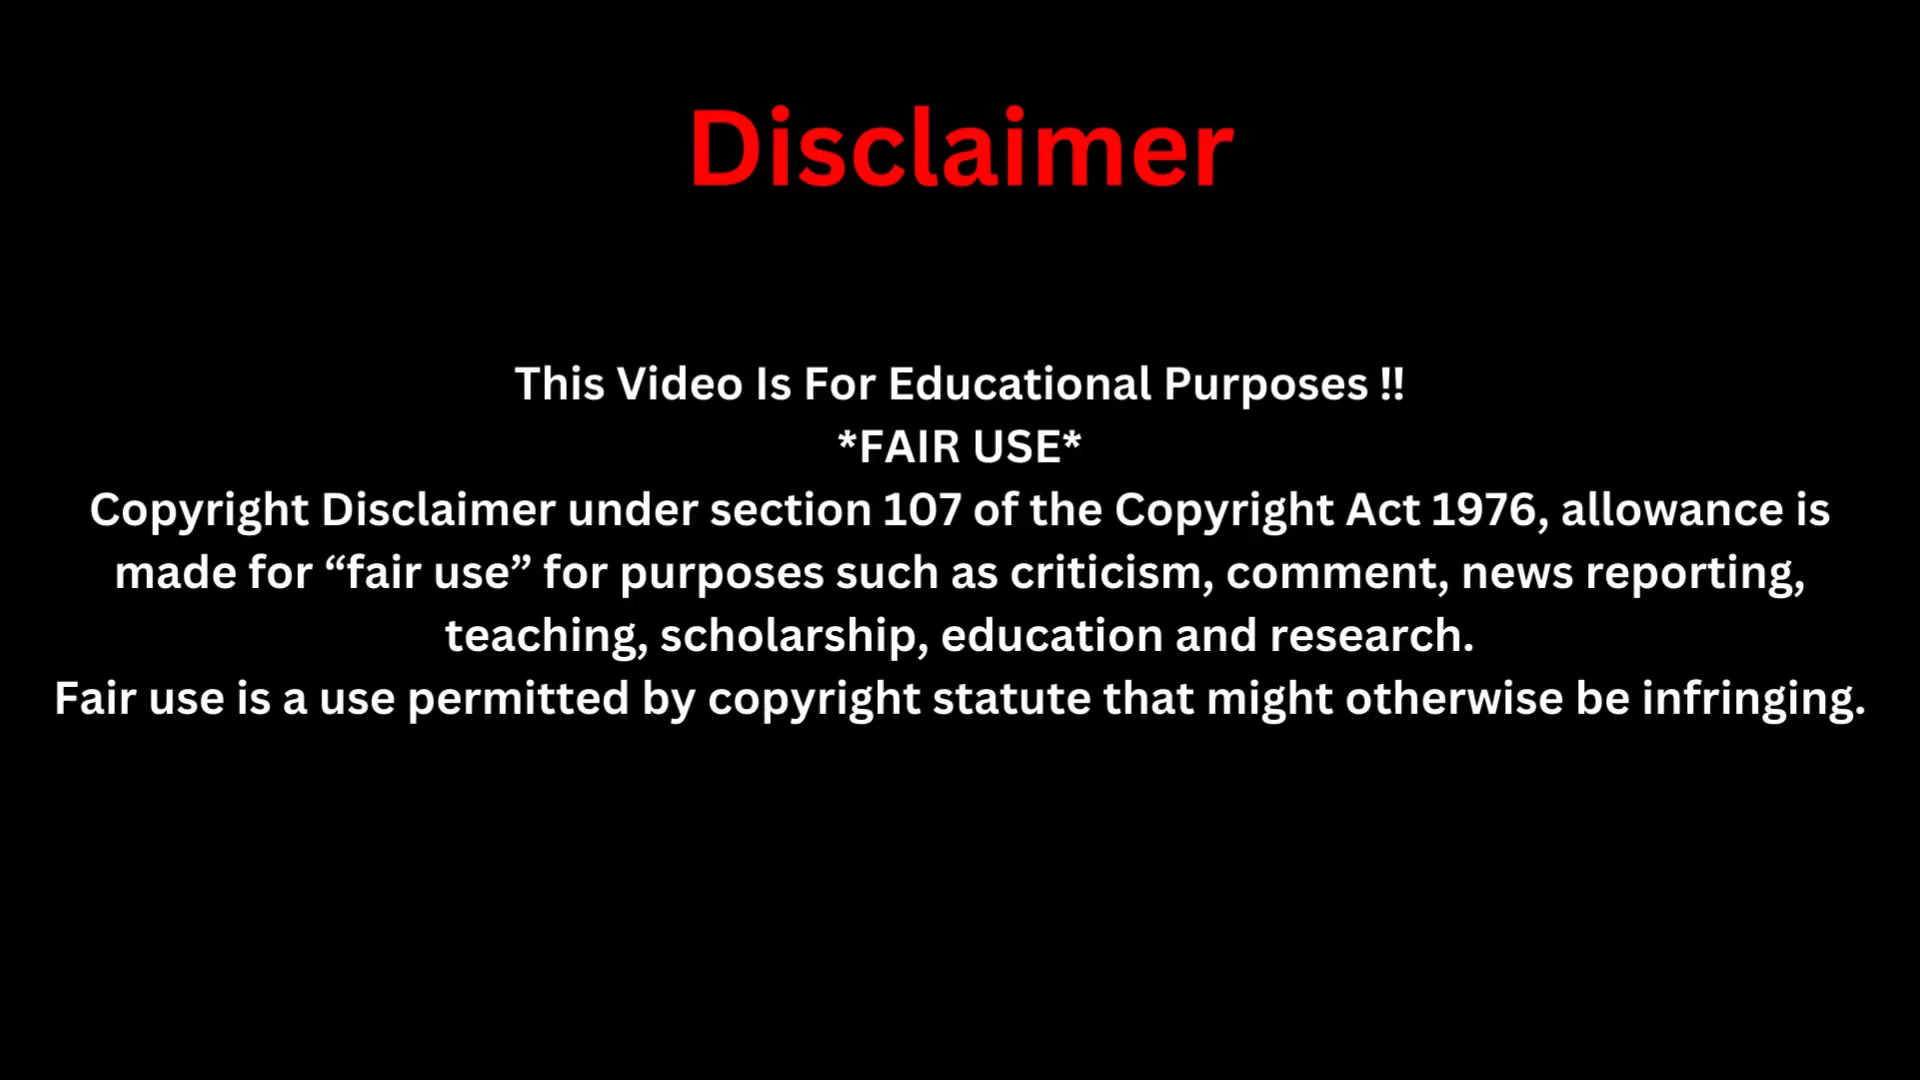 Disclaimer
This Video Is For Educational Purposes !!
*FAIR USE*
Copyright Disclaimer under section 107 of the Copyright Act 1976, allowance is
made for “fair use” for purposes such as criticism, comment, news reporting,
teaching, scholarship, education and research.
Fair use is a use permitted by copyright statute that might otherwise be infringing.